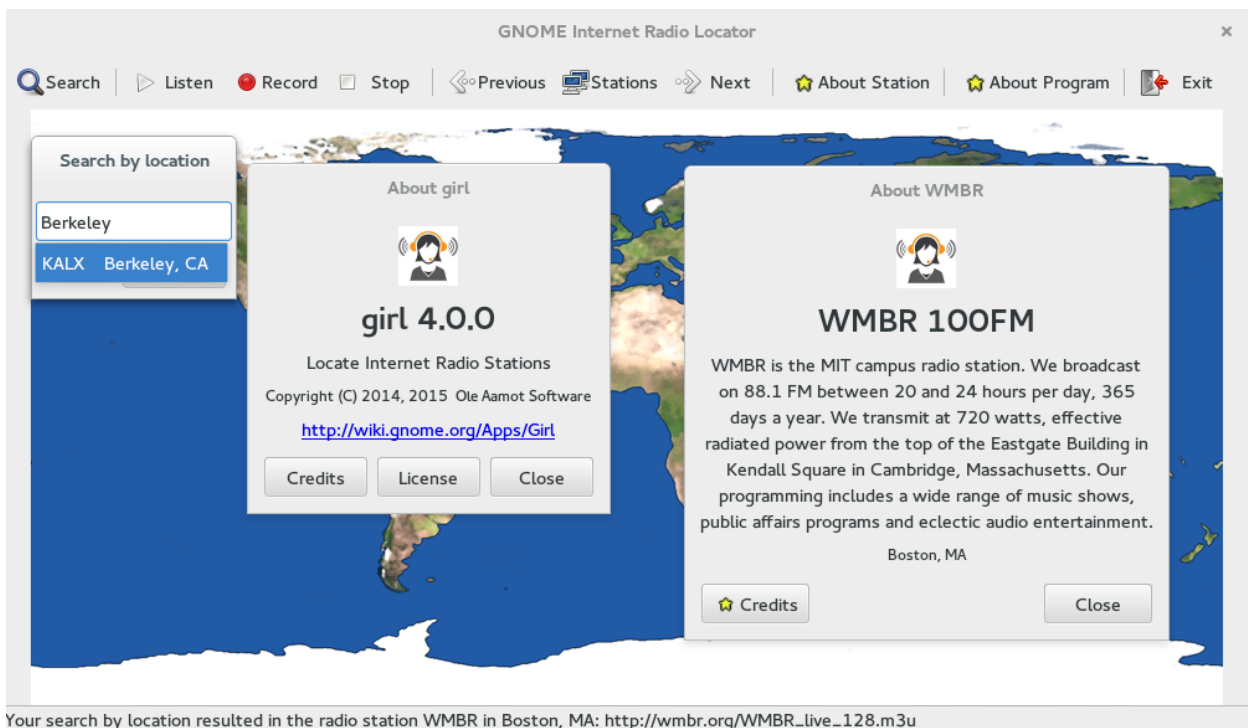 GNOME Internet Radio Locator
Search Listen Record Stop Previous Stations Next About Station About Program Exit
Search by location
Berkeley
KALX Berkeley, CA
About girl
girl 4.0.0
Locate Internet Radio Stations
Copyright (C) 2014, 2015 Ole Aamot Software
http://wiki.gnome.org/Apps/Girl
Credits License Close
About WMBR
WMBR 100FM
WMBR is the MIT campus radio station. We broadcast
on 88.1 FM between 20 and 24 hours per day, 365
days a year. We transmit at 720 watts, effective
radiated power from the top of the Eastgate Building in
Kendall Square in Cambridge, Massachusetts. Our
programming includes a wide range of music shows,
public affairs programs and eclectic audio entertainment.
Boston, MA
Credits Close
Your search by location resulted in the radio station WMBR in Boston, MA: http://wmbr.org/WMBR_live_128.m3u